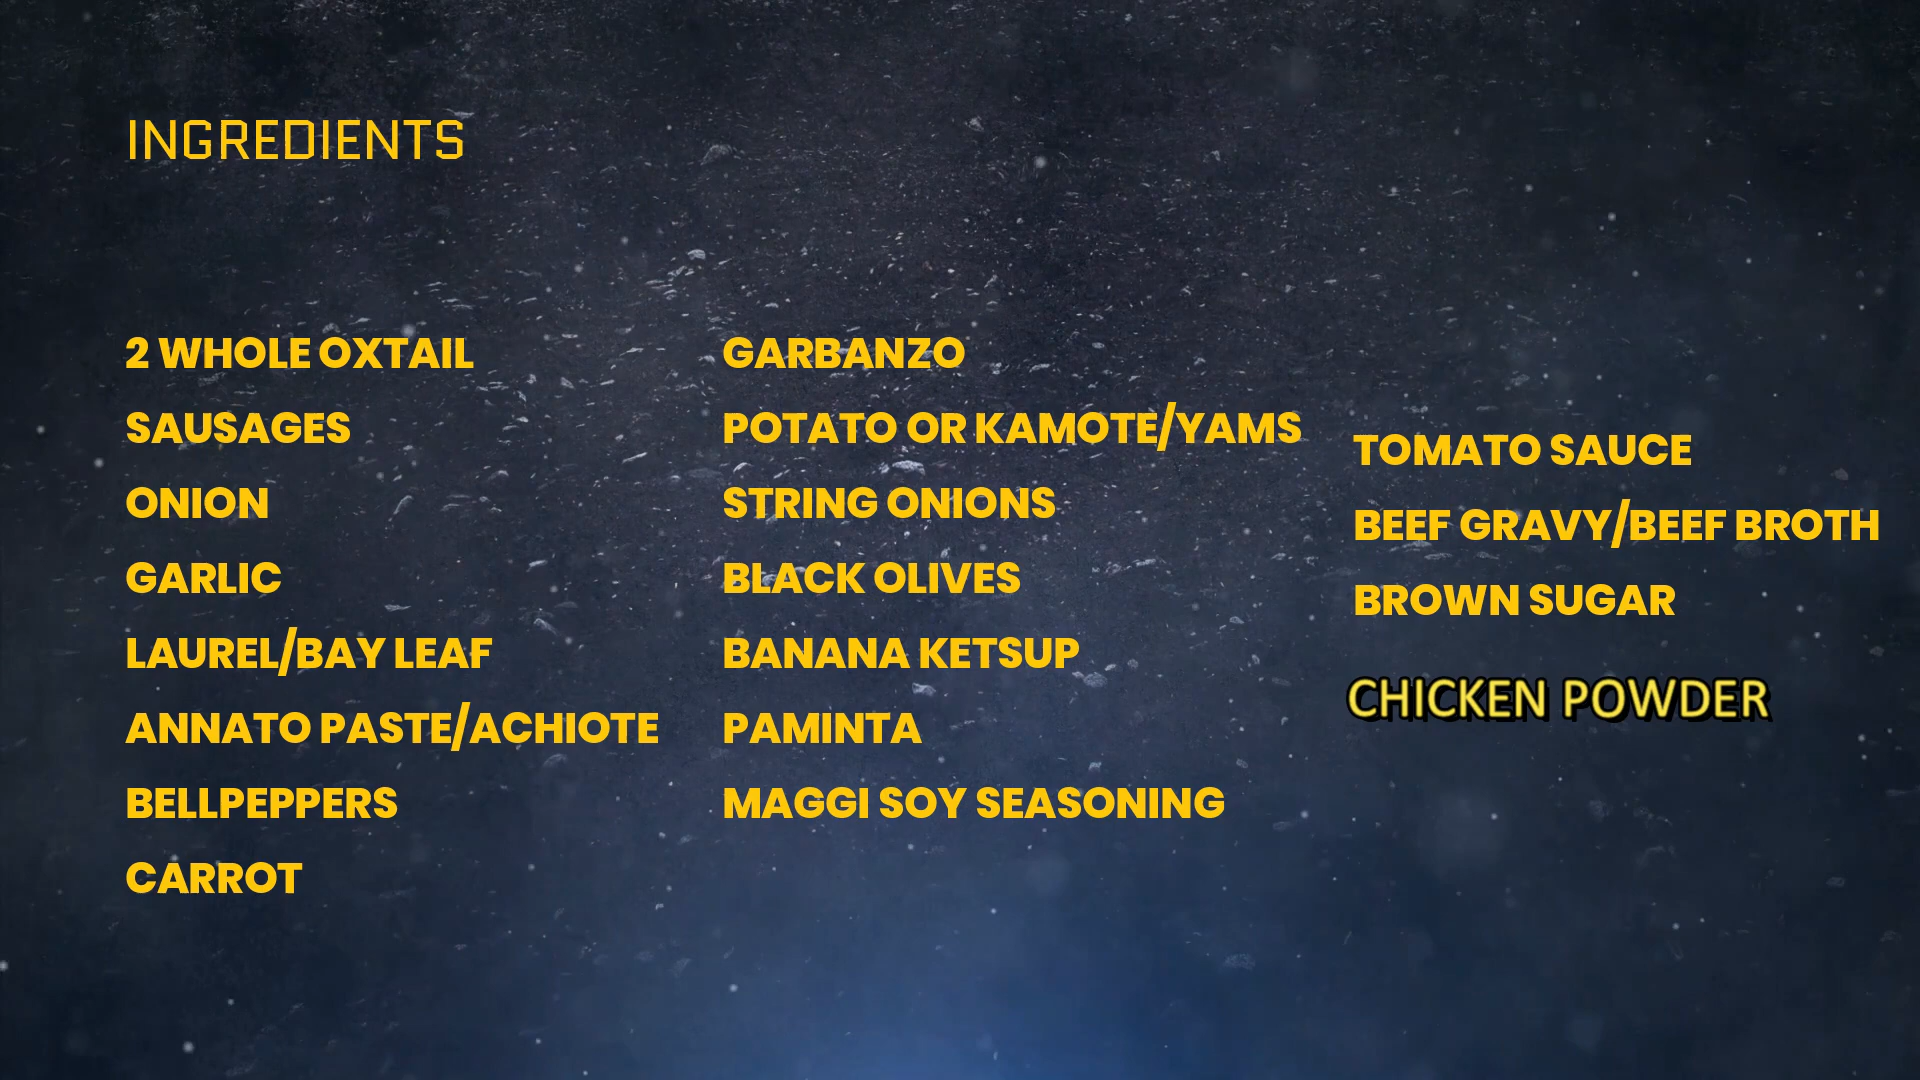 INGREDIENTS
2 WHOLE OXTAIL
SAUSAGES
ONION
GARLIC
LAUREL/BAY LEAF
ANNATO PASTE/ACHIOTE
BELLPEPPERS
CARROT
GARBANZO
POTATO OR KAMOTE/YAMS
STRING ONIONS
BLACK OLIVES
BANANA KETSUP
PAMINTA
MAGGI SOY SEASONING
TOMATO SAUCE
BEEF GRAVY/BEEF BROTH
BROWN SUGAR
CHICKEN POWDER